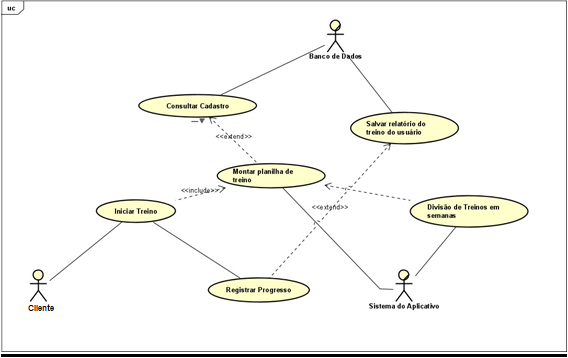 uc
Banco de Dados
Consultar Cadastro
Salvar relatório do
treino do usuário
<<extend>>
Montar planilha de
treino
<<include>>
<<extend>>
Iniciar Treino
Divisão de Treinos em
semanas
Registrar Progresso
Cliente
Sistema do Aplicativo